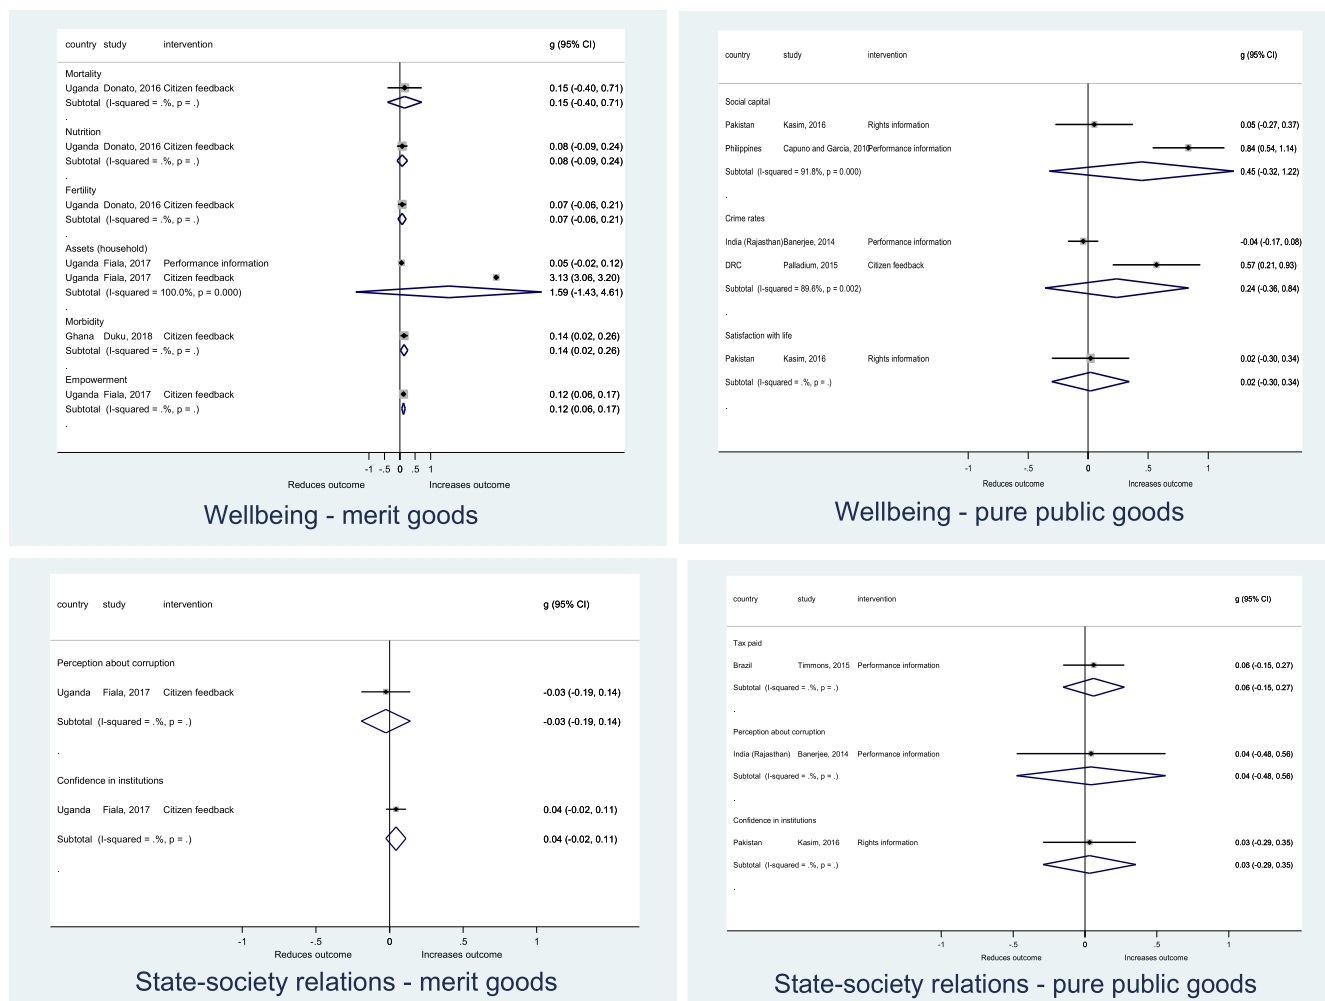 country study intervention g (95% CI)
Mortality
Uganda Donato, 2016 Citizen feedback 0.15 (-0.40, 0.71)
Subtotal (I-squared = .%, p = .) 0.15 (-0.40, 0.71)
.
Nutrition
Uganda Donato, 2016 Citizen feedback 0.08 (-0.09, 0.24)
Subtotal (I-squared = .%, p = .) 0.08 (-0.09, 0.24)
.
Fertility
Uganda Donato, 2016 Citizen feedback 0.07 (-0.06, 0.21)
Subtotal (I-squared = .%, p = .) 0.07 (-0.06, 0.21)
.
Assets (household)
Uganda Fiala, 2017 Performance information 0.05 (-0.02, 0.12)
Uganda Fiala, 2017 Citizen feedback 3.13 (3.06, 3.20)
Subtotal (I-squared = 100.0%, p = 0.000) 1.59 (-1.43, 4.61)
.
Morbidity
Ghana Duku, 2018 Citizen feedback 0.14 (0.02, 0.26)
Subtotal (I-squared = .%, p = .) 0.14 (0.02, 0.26)
.
Empowerment
Uganda Fiala, 2017 Citizen feedback 0.12 (0.06, 0.17)
Subtotal (I-squared = .%, p = .) 0.12 (0.06, 0.17)
.
-1 -.5 0 .5 1
Reduces outcome Increases outcome
Wellbeing - merit goods
country study intervention g (95% CI)
Social capital
Pakistan Kasim, 2016 Rights information 0.05 (-0.27, 0.37)
Philippines Capuno and Garcia, 2010 Performance information 0.84 (0.54, 1.14)
Subtotal (I-squared = 91.8%, p = 0.000) 0.45 (-0.32, 1.22)
.
Crime rates
India (Rajasthan) Banerjee, 2014 Performance information -0.04 (-0.17, 0.08)
DRC Palladium, 2015 Citizen feedback 0.57 (0.21, 0.93)
Subtotal (I-squared = 89.6%, p = 0.002) 0.24 (-0.36, 0.84)
.
Satisfaction with life
Pakistan Kasim, 2016 Rights information 0.02 (-0.30, 0.34)
Subtotal (I-squared = .%, p = .) 0.02 (-0.30, 0.34)
.
-1 -.5 0 .5 1
Reduces outcome Increases outcome
Wellbeing - pure public goods
country study intervention g (95% CI)
Perception about corruption
Uganda Fiala, 2017 Citizen feedback -0.03 (-0.19, 0.14)
Subtotal (I-squared = .%, p = .) -0.03 (-0.19, 0.14)
.
Confidence in institutions
Uganda Fiala, 2017 Citizen feedback 0.04 (-0.02, 0.11)
Subtotal (I-squared = .%, p = .) 0.04 (-0.02, 0.11)
.
-1 -.5 0 .5 1
Reduces outcome Increases outcome
State-society relations - merit goods
country study intervention g (95% CI)
Tax paid
Brazil Timmons, 2015 Performance information 0.06 (-0.15, 0.27)
Subtotal (I-squared = .%, p = .) 0.06 (-0.15, 0.27)
.
Perception about corruption
India (Rajasthan) Banerjee, 2014 Performance information 0.04 (-0.48, 0.56)
Subtotal (I-squared = .%, p = .) 0.04 (-0.48, 0.56)
.
Confidence in institutions
Pakistan Kasim, 2016 Rights information 0.03 (-0.29, 0.35)
Subtotal (I-squared = .%, p = .) 0.03 (-0.29, 0.35)
.
-1 -.5 0 .5 1
Reduces outcome Increases outcome
State-society relations - pure public goods